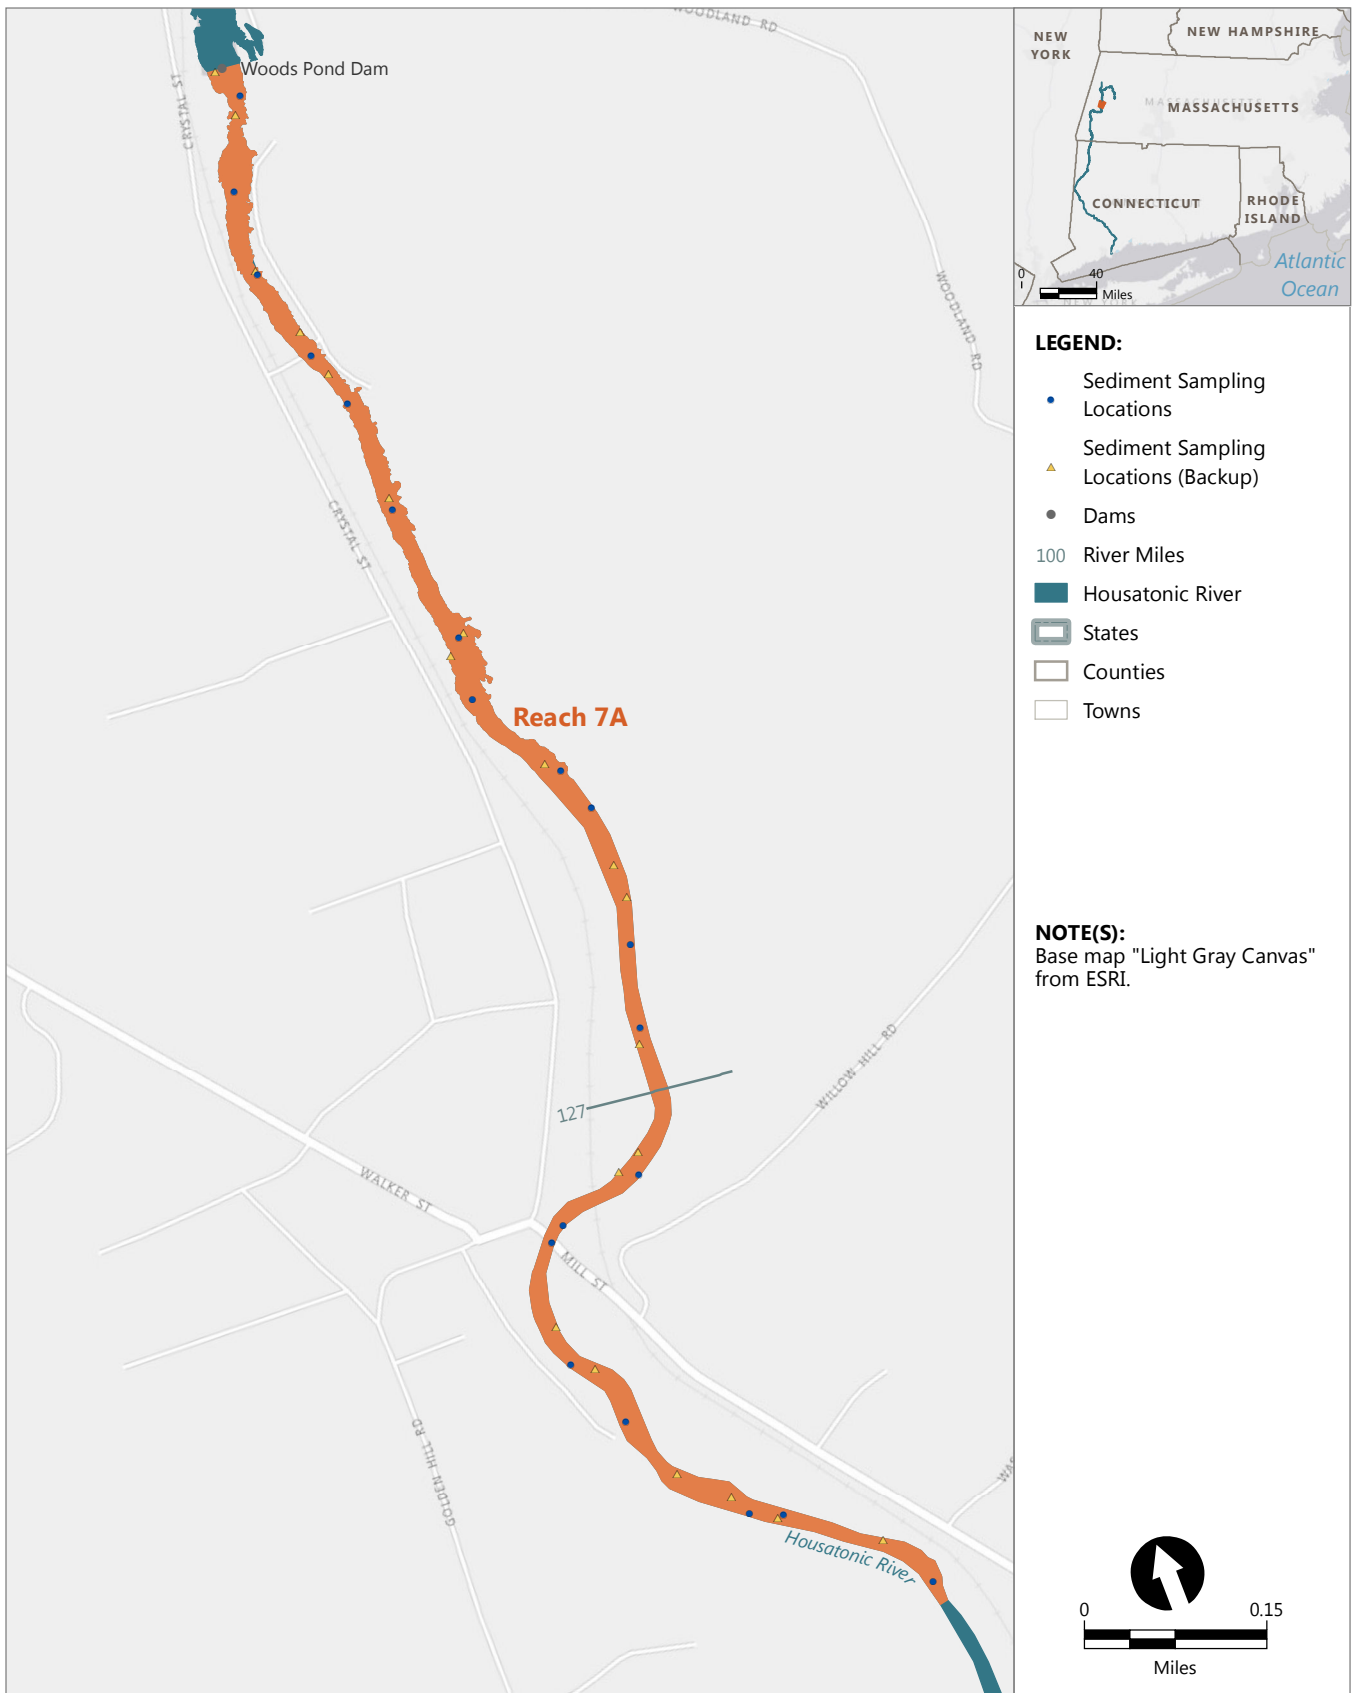 WOODLAND RD
Woods Pond Dam
CRYSTAL ST
WOODLAND RD
CRYSTAL ST
Reach 7A
127
WILLOW HILL RD
WALKER ST
MILL ST
GOLDEN HILL RD
Housatonic River
NEW
YORK
NEW HAMPSHIRE
MASSACHUSETTS
MASSACHUSETTS
CONNECTICUT
RHODE
ISLAND
Atlantic
Ocean
0 40
Miles
NEW YORK
LEGEND:
Sediment Sampling
Locations
Sediment Sampling
Locations (Backup)
Dams
100 River Miles
Housatonic River
States
Counties
Towns
NOTE(S):
Base map "Light Gray Canvas"
from ESRI.
0 0.15
Miles